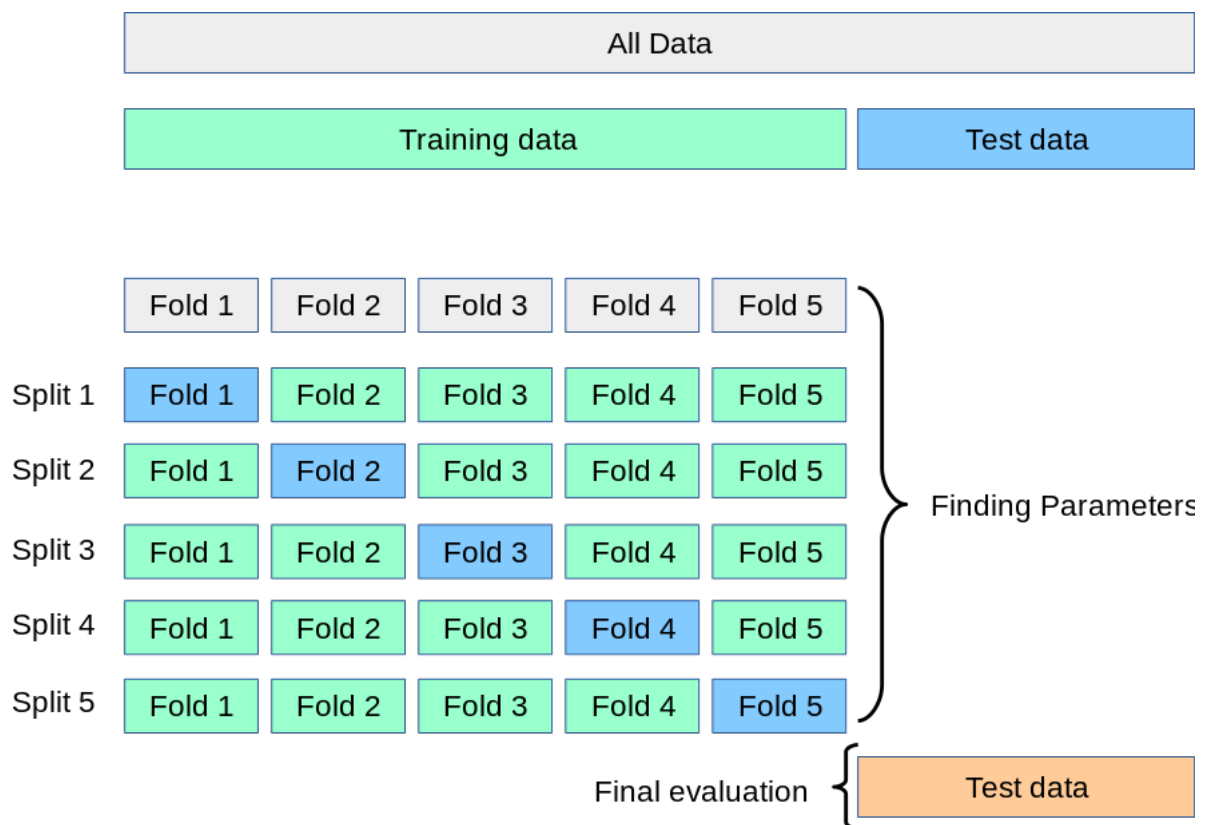 All Data
Training data Test data
Fold 1 Fold 2 Fold 3 Fold 4 Fold 5
Split 1 Fold 1 Fold 2 Fold 3 Fold 4 Fold 5
Split 2 Fold 1 Fold 2 Fold 3 Fold 4 Fold 5
Finding Parameters
Split 3 Fold 1 Fold 2 Fold 3 Fold 4 Fold 5
Split 4 Fold 1 Fold 2 Fold 3 Fold 4 Fold 5
Split 5 Fold 1 Fold 2 Fold 3 Fold 4 Fold 5
Final evaluation Test data